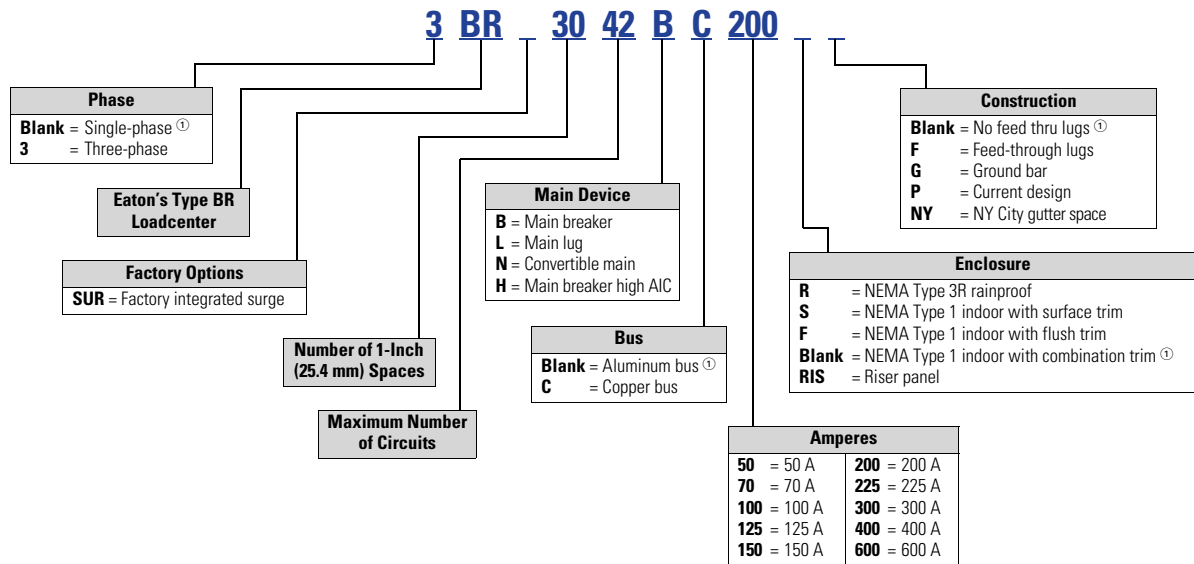 3 BR _ 30 42 B C 200 _ _
Phase
Blank = Single-phase ①
3 = Three-phase
Eaton's Type BR
Loadcenter
Factory Options
SUR = Factory integrated surge
Number of 1-Inch
(25.4 mm) Spaces
Maximum Number
of Circuits
Main Device
B = Main breaker
L = Main lug
N = Convertible main
H = Main breaker high AIC
Bus
Blank = Aluminum bus ①
C = Copper bus
Amperes
50 = 50 A 200 = 200 A
70 = 70 A 225 = 225 A
100 = 100 A 300 = 300 A
125 = 125 A 400 = 400 A
150 = 150 A 600 = 600 A
Enclosure
R = NEMA Type 3R rainproof
S = NEMA Type 1 indoor with surface trim
F = NEMA Type 1 indoor with flush trim
Blank = NEMA Type 1 indoor with combination trim ①
RIS = Riser panel
Construction
Blank = No feed thru lugs ①
F = Feed-through lugs
G = Ground bar
P = Current design
NY = NY City gutter space